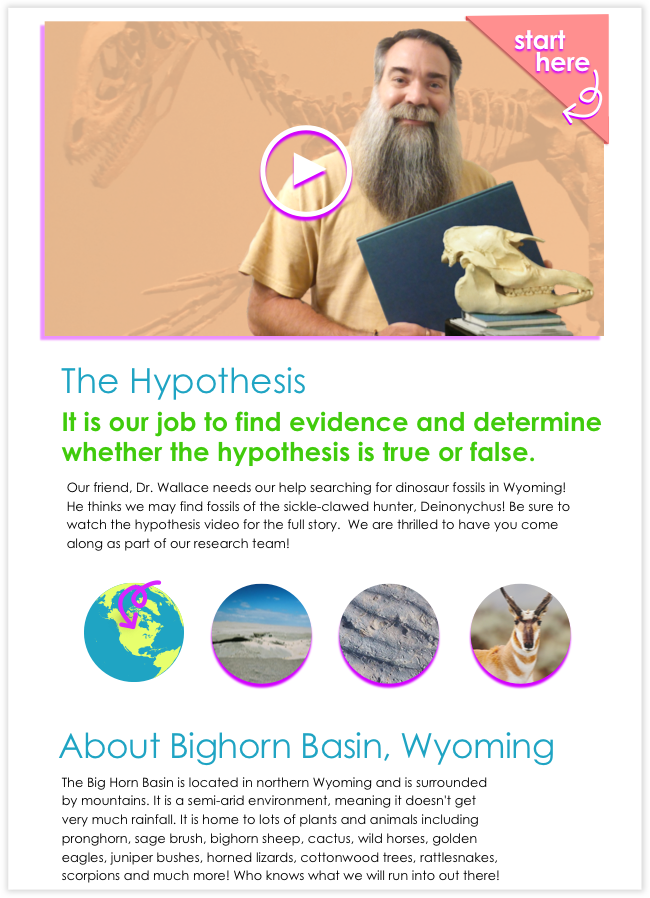 start
here
The Hypothesis
It is our job to find evidence and determine
whether the hypothesis is true or false.
Our friend, Dr. Wallace needs our help searching for dinosaur fossils in Wyoming!
He thinks we may find fossils of the sickle-clawed hunter, Deinonychus! Be sure to
watch the hypothesis video for the full story.  We are thrilled to have you come
along as part of our research team!
About Bighorn Basin, Wyoming
The Big Horn Basin is located in northern Wyoming and is surrounded
by mountains. It is a semi-arid environment, meaning it doesn't get
very much rainfall. It is home to lots of plants and animals including
pronghorn, sage brush, bighorn sheep, cactus, wild horses, golden
eagles, juniper bushes, horned lizards, cottonwood trees, rattlesnakes,
scorpions and much more! Who knows what we will run into out there!